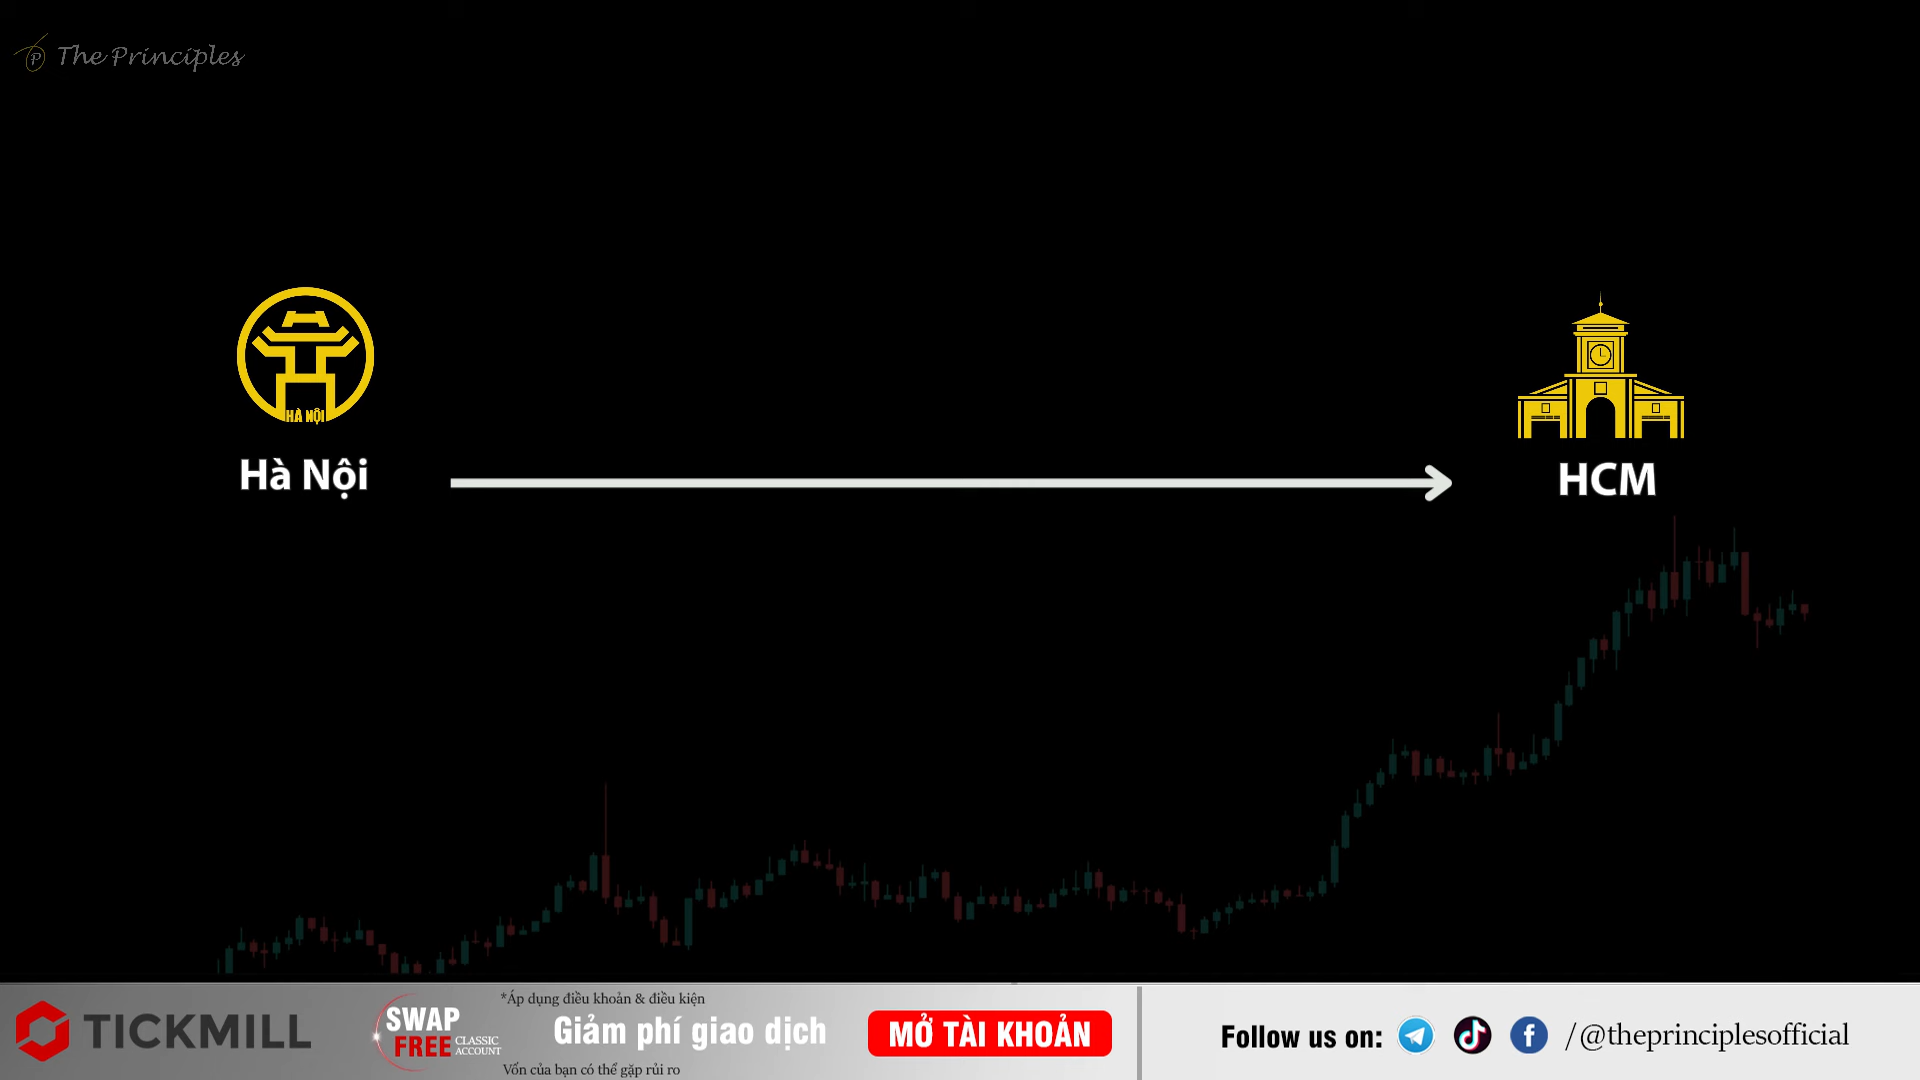 The Principles
HÀ NỘI
Hà Nội
HCM
TICKMILL
SWAP
FREE
CLASSIC
ACCOUNT
*Áp dụng điều khoản & điều kiện
Giảm phí giao dịch
Vốn của bạn có thể gặp rủi ro
MỞ TÀI KHOẢN
Follow us on:
/@theprinciplesofficial